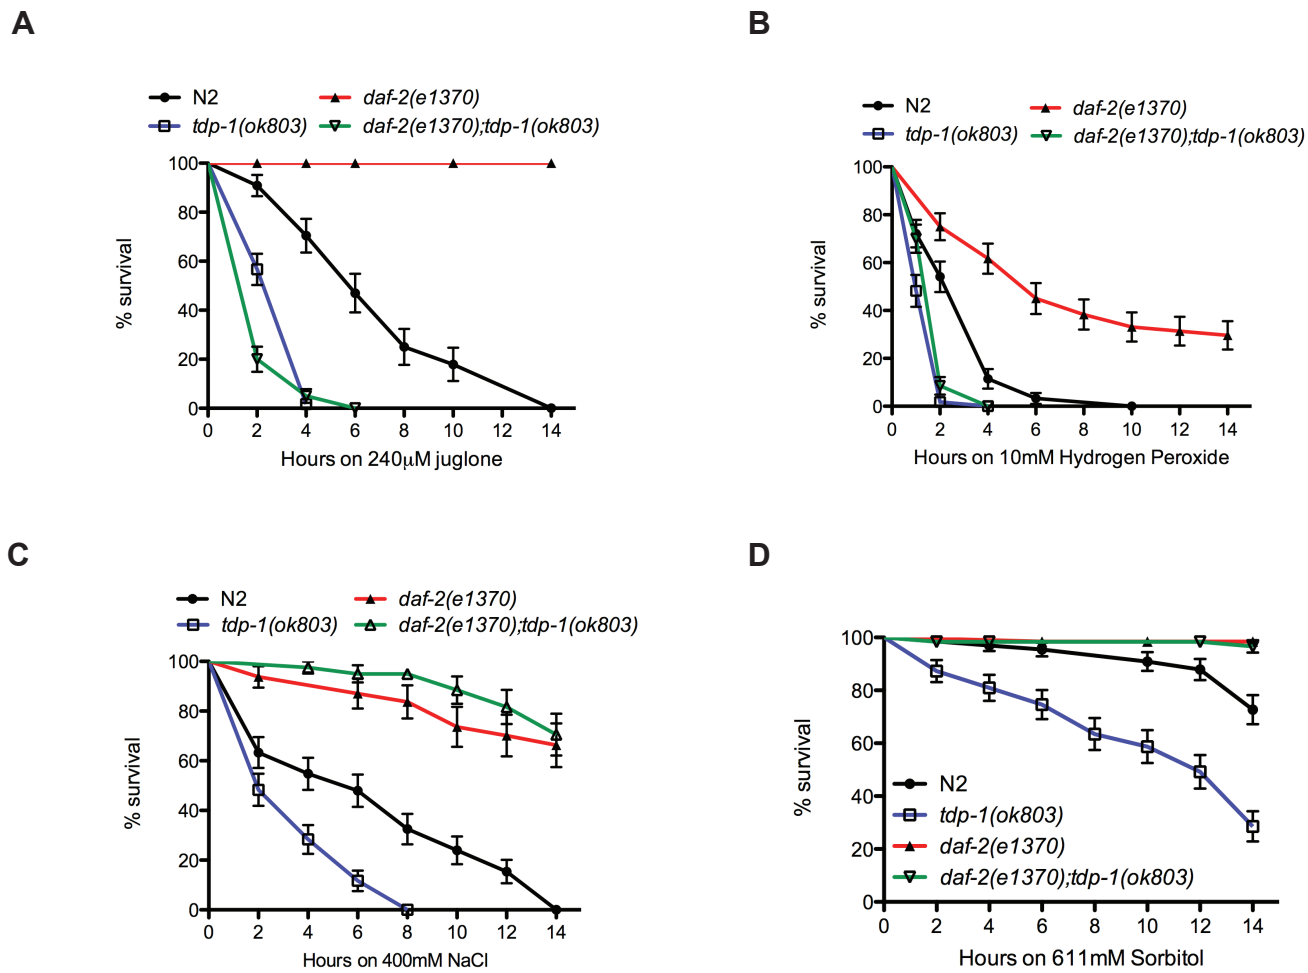 A
N2
daf-2(e1370)
tdp-1(ok803)
daf-2(e1370);tdp-1(ok803)
100
80
60
40
20
0
% survival
0 2 4 6 8 10 12 14
Hours on 240µM juglone
B
N2
daf-2(e1370)
tdp-1(ok803)
daf-2(e1370);tdp-1(ok803)
100
80
60
40
20
0
% survival
0 2 4 6 8 10 12 14
Hours on 10mM Hydrogen Peroxide
C
N2
daf-2(e1370)
tdp-1(ok803)
daf-2(e1370);tdp-1(ok803)
100
80
60
40
20
0
% survival
0 2 4 6 8 10 12 14
Hours on 400mM NaCl
D
100
80
60
40
20
0
% survival
N2
tdp-1(ok803)
daf-2(e1370)
daf-2(e1370);tdp-1(ok803)
0 2 4 6 8 10 12 14
Hours on 611mM Sorbitol